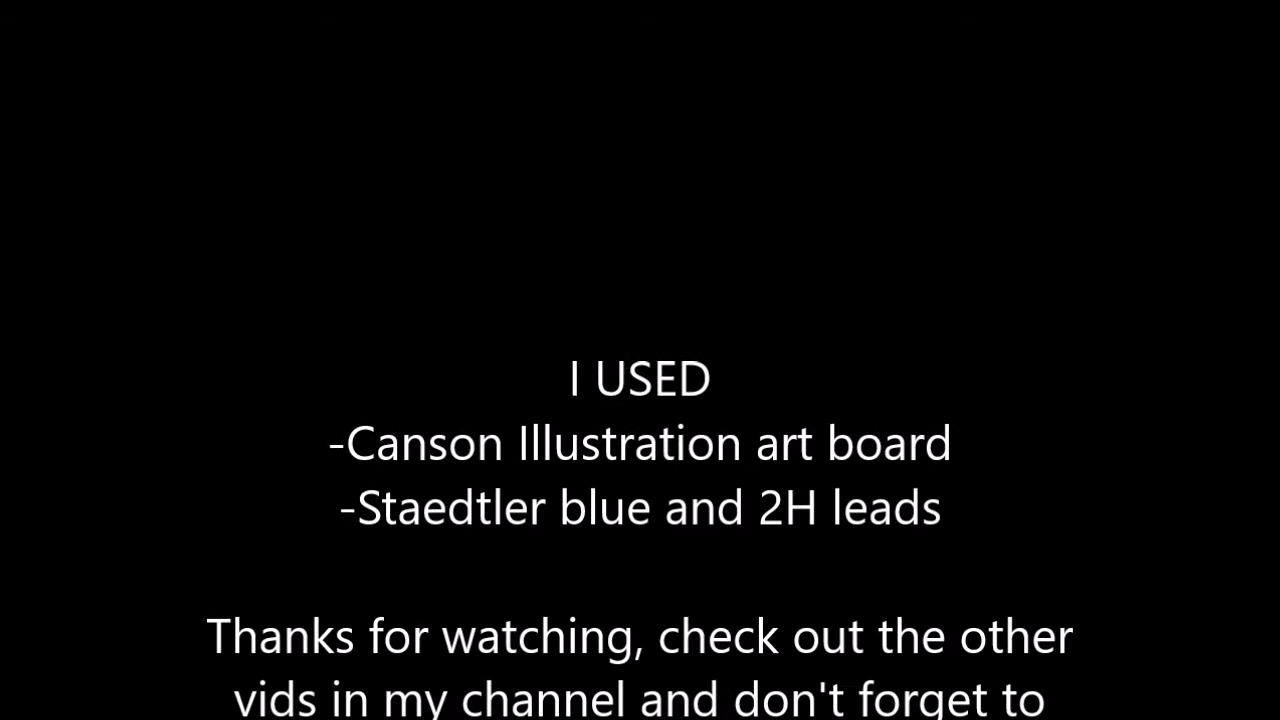 I USED
-Canson Illustration art board
-Staedtler blue and 2H leads
Thanks for watching, check out the other
vids in my channel and don't forget to